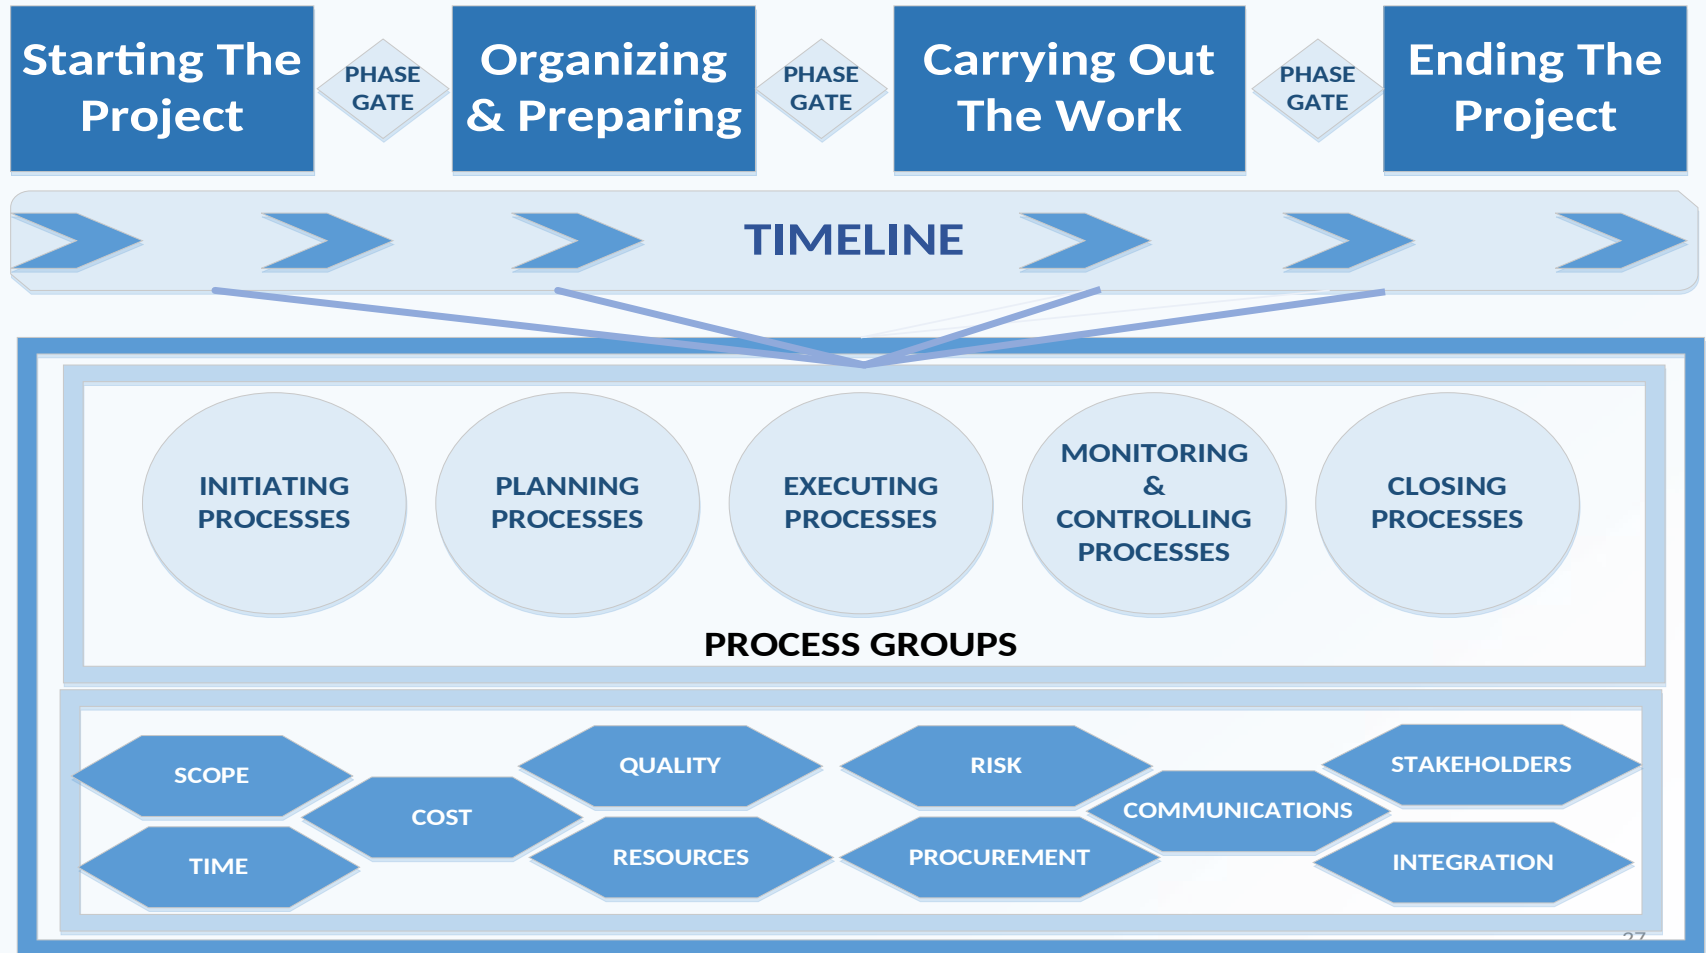 Starting The
Project
PHASE
GATE
Organizing
& Preparing
PHASE
GATE
Carrying Out
The Work
PHASE
GATE
Ending The
Project
TIMELINE
INITIATING
PROCESSES
PLANNING
PROCESSES
EXECUTING
PROCESSES
MONITORING
&
CONTROLLING
PROCESSES
CLOSING
PROCESSES
PROCESS GROUPS
SCOPE
COST
TIME
QUALITY
RESOURCES
RISK
PROCUREMENT
COMMUNICATIONS
STAKEHOLDERS
INTEGRATION
27